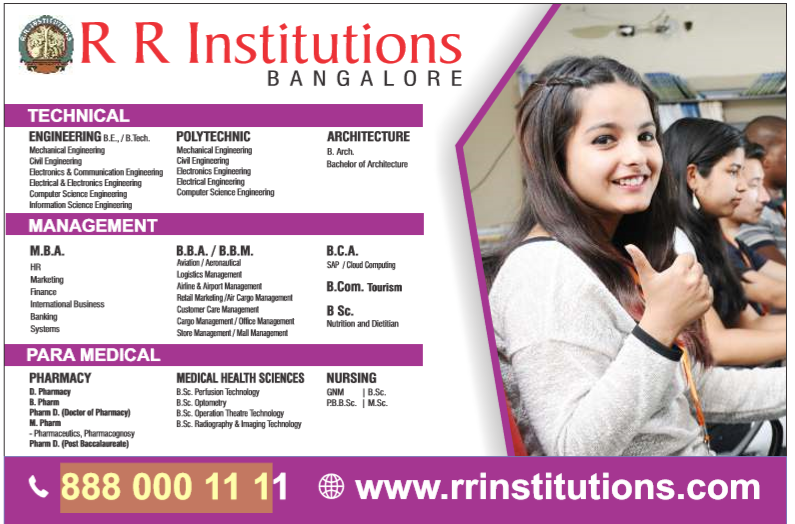 R.R. INSTITUTIONS
R R Institutions
BANGALORE
TECHNICAL
ENGINEERING B.E., / B.Tech.
Mechanical Engineering
Civil Engineering
Electronics & Communication Engineering
Electrical & Electronics Engineering
Computer Science Engineering
Information Science Engineering
POLYTECHNIC
Mechanical Engineering
Civil Engineering
Electronics Engineering
Electrical Engineering
Computer Science Engineering
ARCHITECTURE
B. Arch.
Bachelor of Architecture
MANAGEMENT
M.B.A.
HR
Marketing
Finance
International Business
Banking
Systems
B.B.A. / B.B.M.
Aviation / Aeronautical
Logistics Management
Airline & Airport Management
Retail Marketing /Air Cargo Management
Customer Care Management
Cargo Management / Office Management
Store Management / Mall Management
B.C.A.
SAP / Cloud Computing
B.Com. Tourism
B Sc.
Nutrition and Dietitian
PARA MEDICAL
PHARMACY
D. Pharmacy
B. Pharm
Pharm D. (Doctor of Pharmacy)
M. Pharm
- Pharmaceutics, Pharmacognosy
Pharm D. (Post Baccalaureate)
MEDICAL HEALTH SCIENCES
B.Sc. Perfusion Technology
B.Sc. Optometry
B.Sc. Operation Theatre Technology
B.Sc. Radiography & Imaging Technology
NURSING
GNM | B.Sc.
P.B.B.Sc. | M.Sc.
888 000 11 11
www.rrinstitutions.com